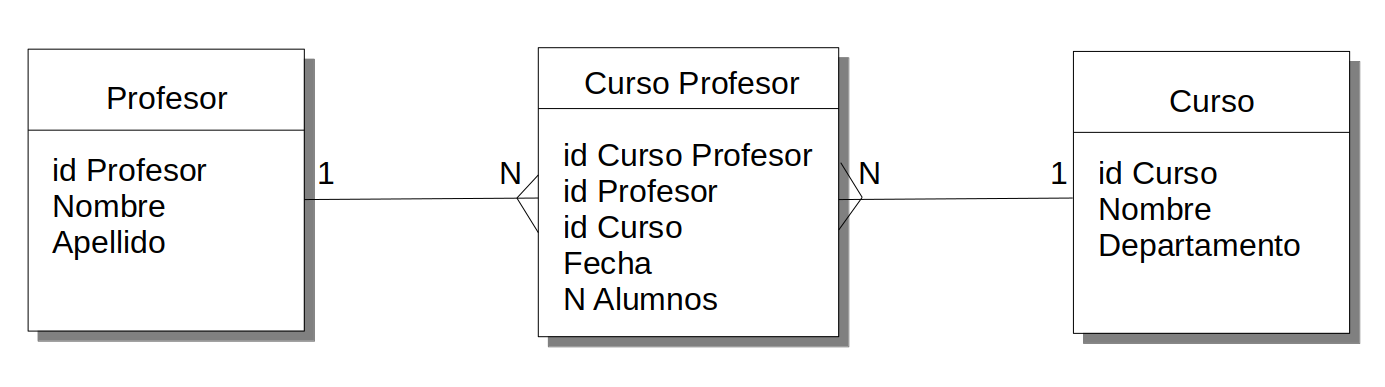 Profesor
id Profesor
Nombre
Apellido
1
N
Curso Profesor
id Curso Profesor
id Profesor
id Curso
Fecha
N Alumnos
N
1
Curso
id Curso
Nombre
Departamento